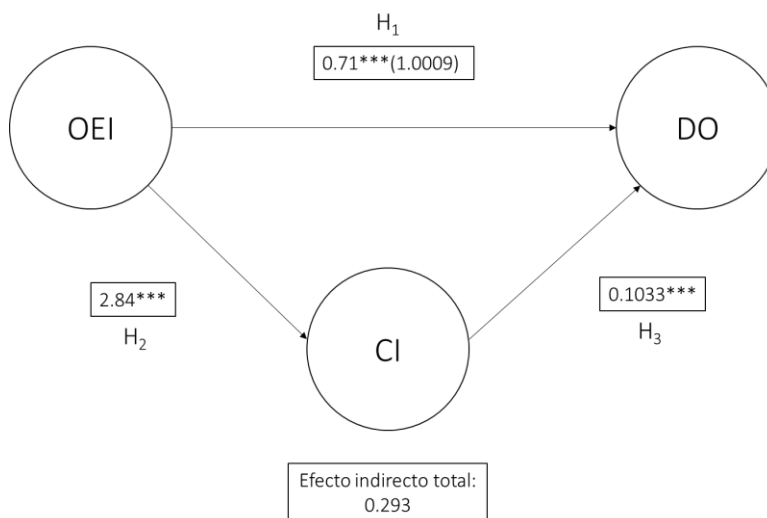 H₁
0.71***(1.0009)
OEI
DO
2.84***
H₂
0.1033***
H₃
CI
Efecto indirecto total:
0.293